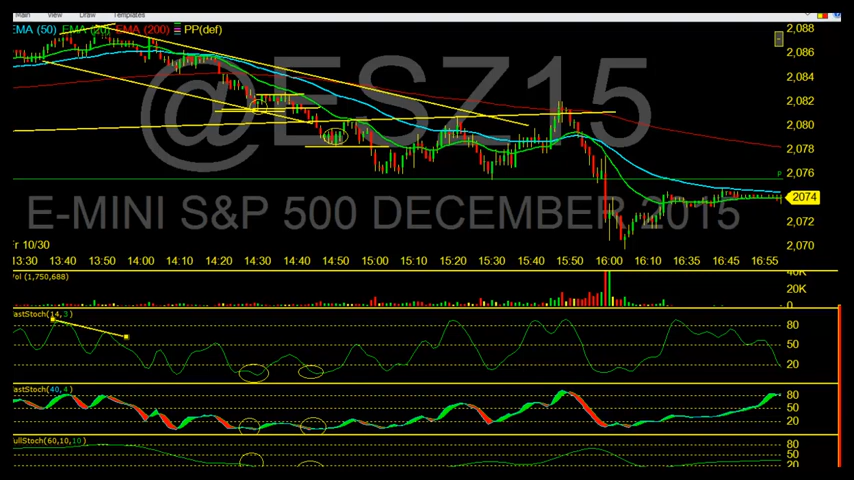 Main View Draw Templates
EMA (50) EMA (20) EMA (200) PP(def)
@ESZ15
E-MINI S&P 500 DECEMBER 2015
2,088
2,086
2,084
2,082
2,080
2,078
2,076
P
2074
2,072
2,070
Fr 10/30
13:30 13:40 13:50 14:00 14:10 14:20 14:30 14:40 14:50 15:00 15:10 15:20 15:30 15:40 15:50 16:00 16:10 16:35 16:45 16:55
Vol (1,750,688)
40K
20K
0
astStoch(14,3)
80
50
20
astStoch(40,4)
80
50
20
ullStoch(60,10,10)
80
50
20